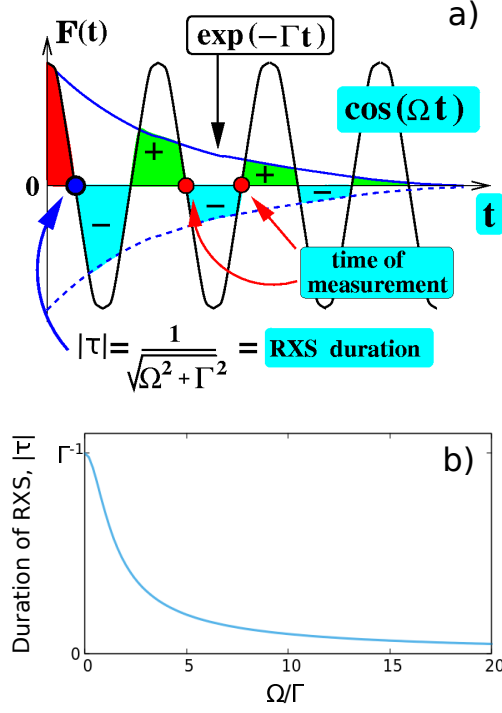 a)
F(t)
exp(-Γt)
cos(Ωt)
+
+
0
−
−
−
t
time of
measurement
|τ|= 1/√(Ω²+Γ²) = RXS duration
b)
Duration of RXS, |τ|
Γ⁻¹
0
0
5
10
15
20
Ω/Γ